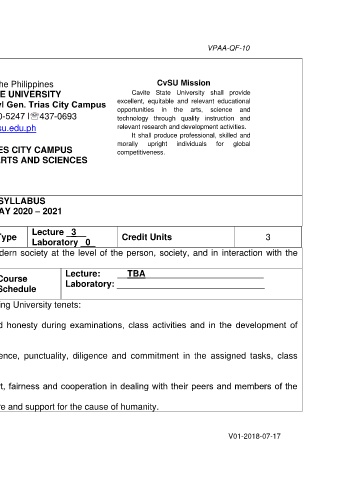 VPAA-QF-10
he Philippines
E UNIVERSITY
yl Gen. Trias City Campus
0-5247 l☏437-0693
su.edu.ph
ES CITY CAMPUS
ARTS AND SCIENCES
CvSU Mission
Cavite State University shall provide
excellent, equitable and relevant educational
opportunities in the arts, science and
technology through quality instruction and
relevant research and development activities.
It shall produce professional, skilled and
morally upright individuals for global
competitiveness.
SYLLABUS
AY 2020 – 2021
Type
Lecture 3
Laboratory 0
Credit Units
3
dern society at the level of the person, society, and in interaction with the
Course
Schedule
Lecture: TBA
Laboratory:
ing University tenets:
d honesty during examinations, class activities and in the development of
ence, punctuality, diligence and commitment in the assigned tasks, class
t, fairness and cooperation in dealing with their peers and members of the
re and support for the cause of humanity.
V01-2018-07-17